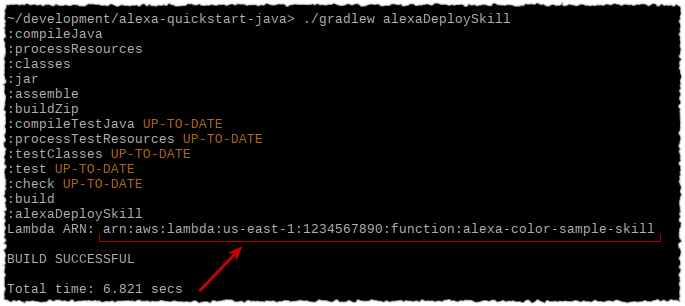 ~/development/alexa-quickstart-java> ./gradlew alexaDeploySkill
:compileJava
:processResources
:classes
:jar
:assemble
:buildZip
:compileTestJava UP-TO-DATE
:processTestResources UP-TO-DATE
:testClasses UP-TO-DATE
:test UP-TO-DATE
:check UP-TO-DATE
:build
:alexaDeploySkill
Lambda ARN: arn:aws:lambda:us-east-1:1234567890:function:alexa-color-sample-skill
BUILD SUCCESSFUL
Total time: 6.821 secs